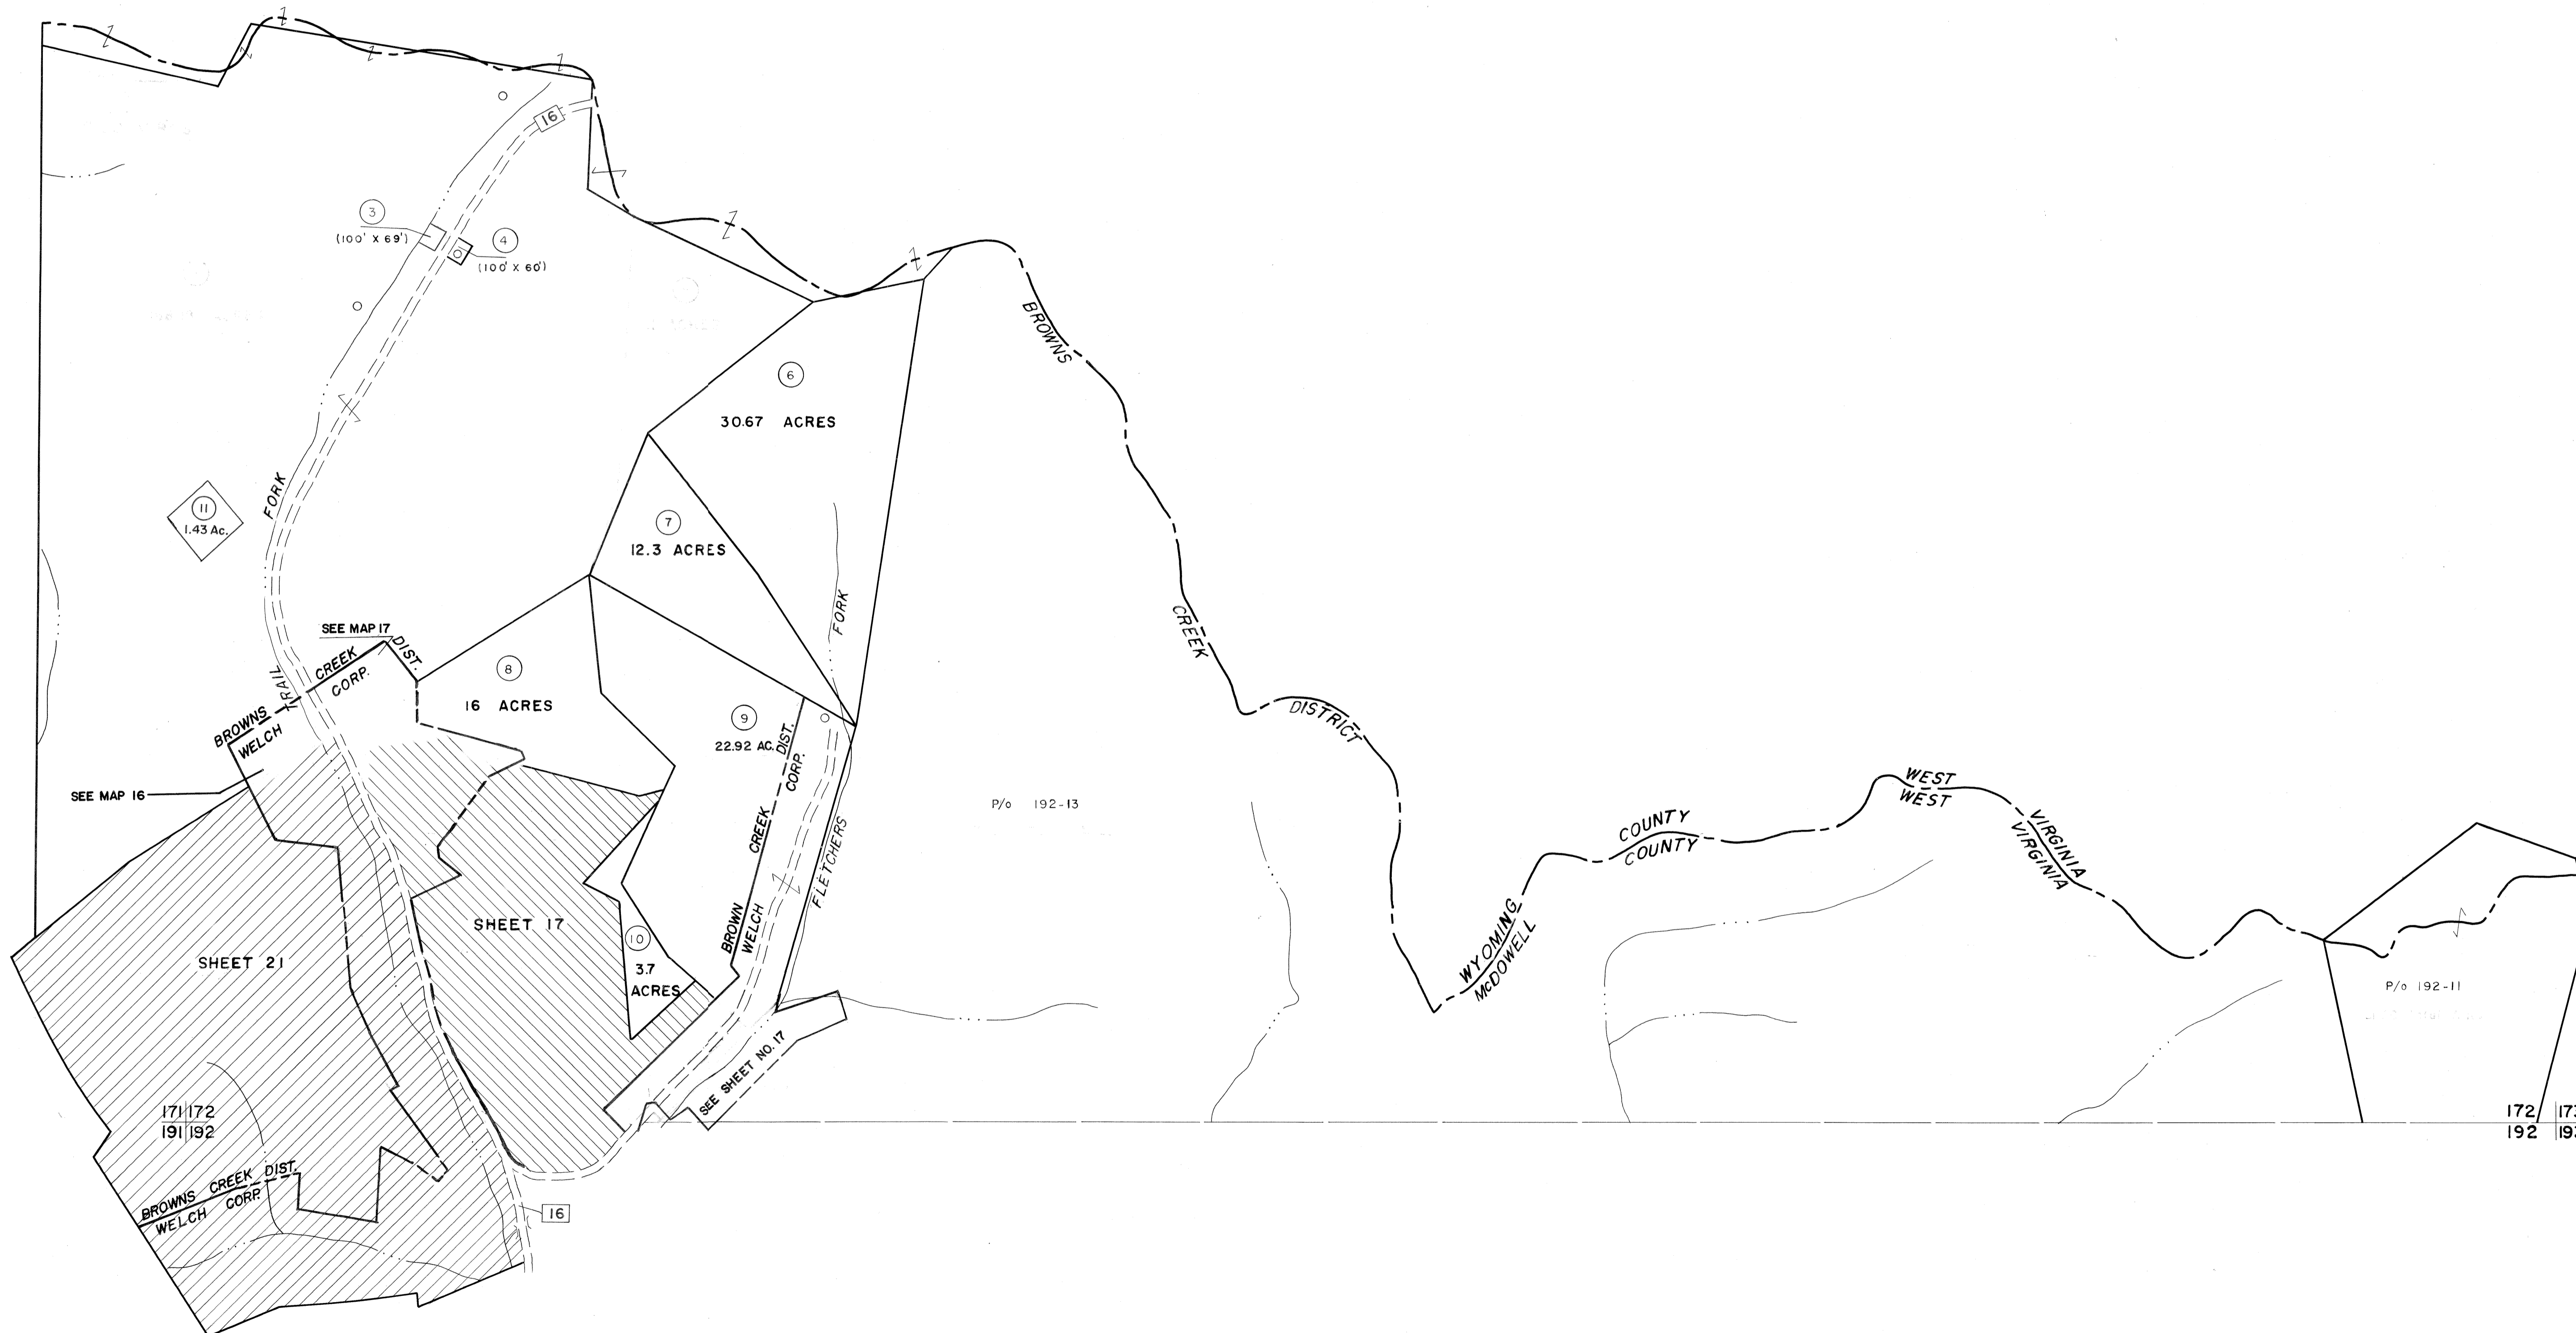 16
3
(100' X 69')
4
(100' X 60')
BROWNS
6
30.67 ACRES
FORK
11
1.43 Ac.
7
12.3 ACRES
FORK
CREEK
SEE MAP 17
DIST.
CREEK
CORP.
TRAIL
8
16 ACRES
BROWNS
WELCH
9
22.92 AC.
DIST.
CORP.
DISTRICT
SEE MAP 16
P/o 192-13
WEST
WEST
COUNTY
COUNTY
VIRGINIA
VIRGINIA
CREEK
FLETCHERS
BROWN
WELCH
SHEET 17
SHEET 21
10
3.7
ACRES
WYOMING
McDOWELL
P/o 192-11
SEE SHEET NO. 17
171 172
191 192
172 173
192 193
BROWNS CREEK DIST.
WELCH CORP.
16